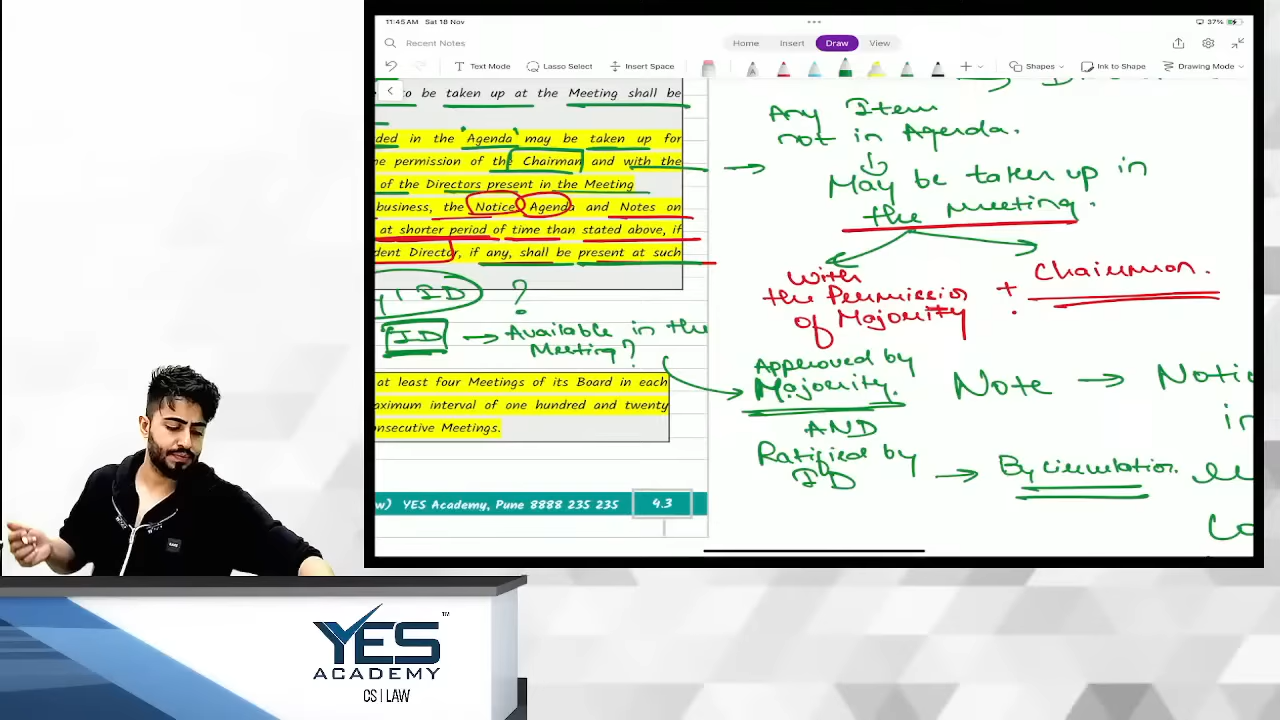 11:45 AM Sat 18 Nov
37%
Recent Notes
Home Insert Draw View
Text Mode Lasso Select Insert Space
Shapes Ink to Shape Drawing Mode
to be taken up at the Meeting shall be
ded in the 'Agenda' may be taken up for
he permission of the Chairman and with the
of the Directors present in the Meeting
business, the Notice Agenda and Notes on
at shorter period of time than stated above, if
dent Director, if any, shall be present at such
ID ?
ID → Available in the
Meeting?
at least four Meetings of its Board in each
aximum interval of one hundred and twenty
nsecutive Meetings.
w) YES Academy, Pune 8888 235 235
4.3
Any Item
not in Agenda.
→ May be taken up in
the Meeting.
With
the Permission
of Majority
+ Chairman.
Approved by
Majority.
AND
Ratified by
ID
→ By circulation.
Note → Notic
in
YES
™
ACADEMY
CS | LAW